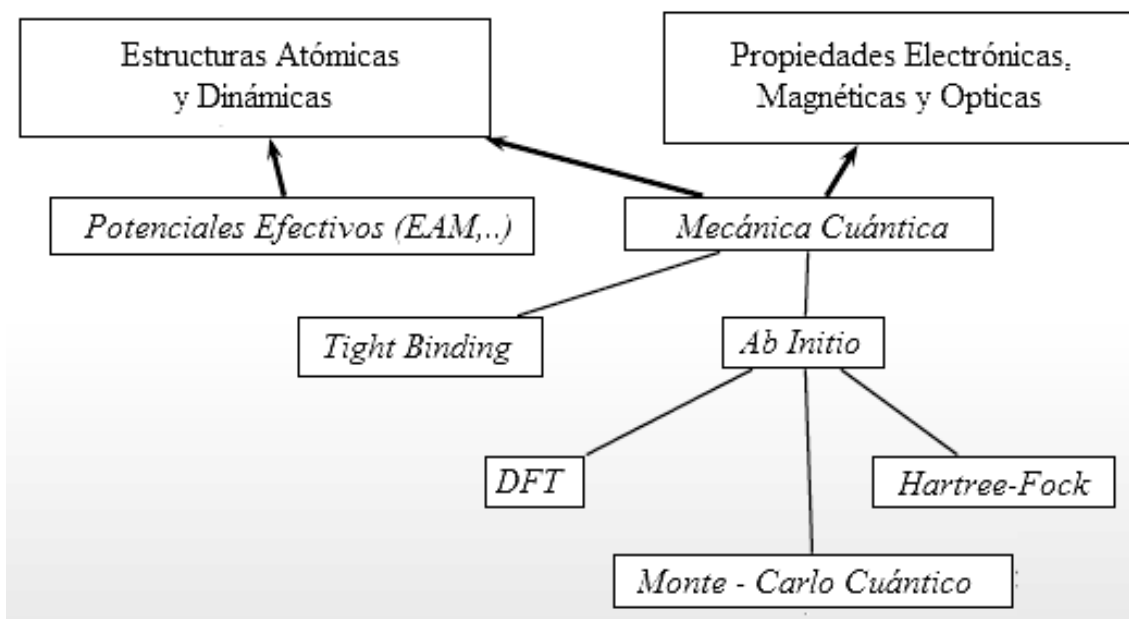 Estructuras Atómicas
y Dinámicas
Propiedades Electrónicas,
Magnéticas y Opticas
Potenciales Efectivos (EAM,..)
Mecánica Cuántica
Tight Binding
Ab Initio
DFT
Hartree-Fock
Monte - Carlo Cuántico